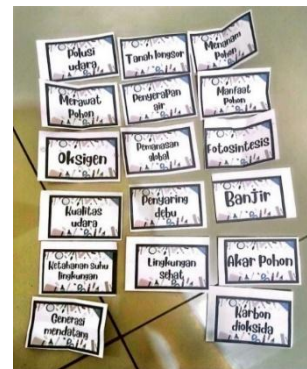 Polusi
udara
Tanah longsor
Menanam
Pohon
Merawat
Pohon
Penyerapan
air
Manfaat
Pohon
Oksigen
Pemanasan
global
Fotosintesis
Kualitas
udara
Penyaring
debu
Banjir
Ketahanan suhu
lingkungan
Lingkungan
sehat
Akar Pohon
Generasi
mendatang
Karbon
dioksida